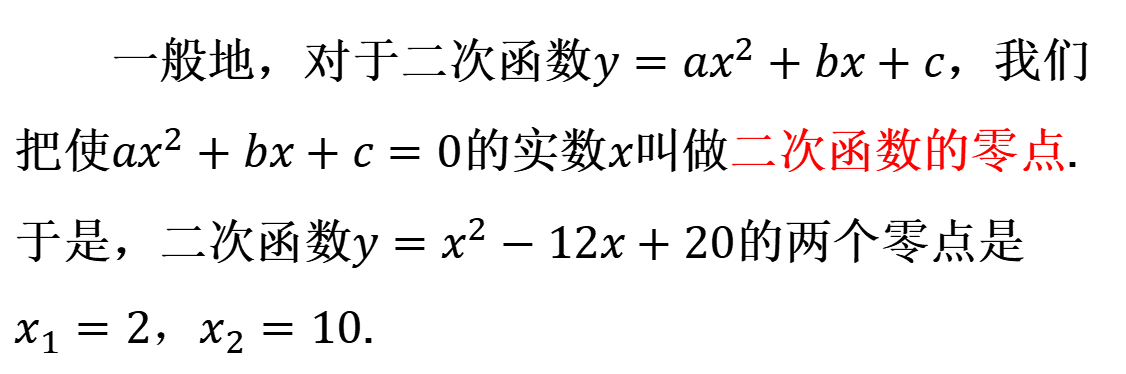 一般地，对于二次函数y = ax² + bx + c，我们
把使ax² + bx + c = 0的实数x叫做二次函数的零点.
于是，二次函数y = x² − 12x + 20的两个零点是
x₁ = 2，x₂ = 10.